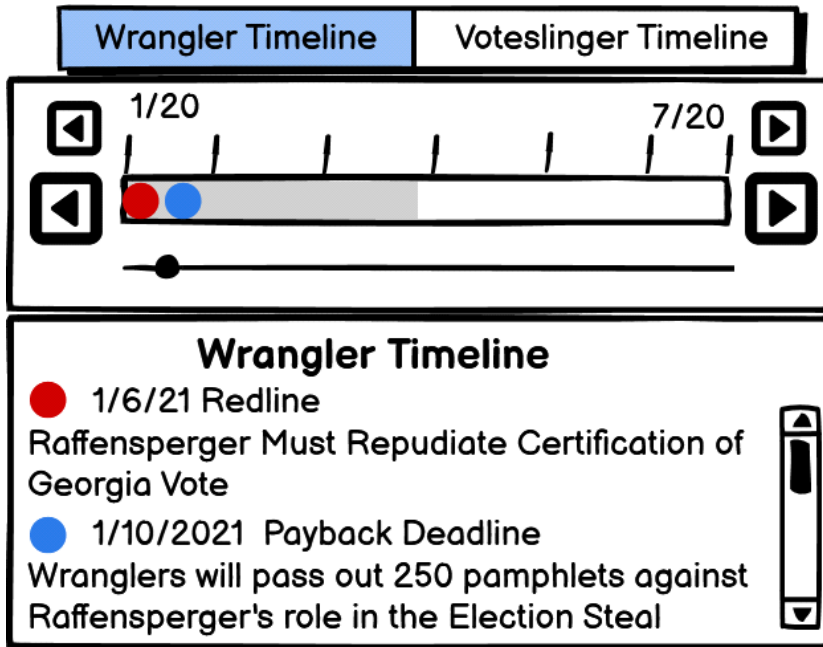 Wrangler Timeline
Voteslinger Timeline
1/20
7/20
Wrangler Timeline
1/6/21 Redline
Raffensperger Must Repudiate Certification of
Georgia Vote
1/10/2021 Payback Deadline
Wranglers will pass out 250 pamphlets against
Raffensperger's role in the Election Steal